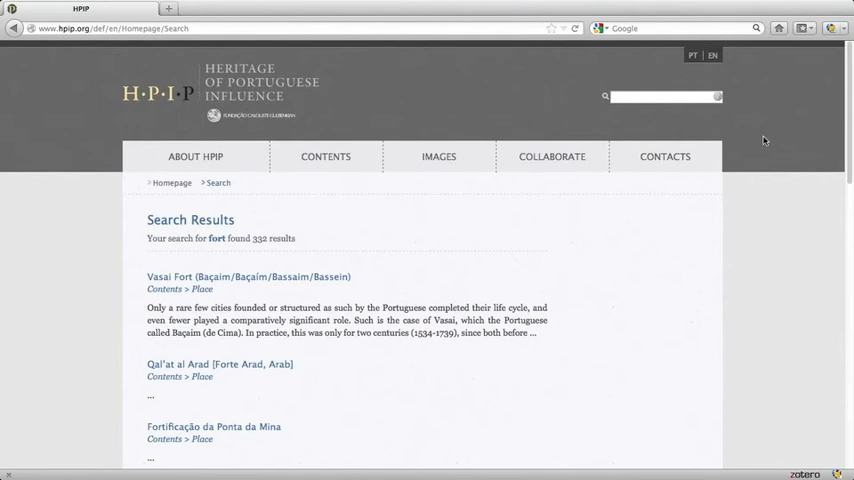 HPIP
www.hpip.org/def/en/Homepage/Search
Google
PT | EN
H·P·I·P
HERITAGE
OF PORTUGUESE
INFLUENCE
FUNDAÇÃO CALOUSTE GULBENKIAN
ABOUT HPIP
CONTENTS
IMAGES
COLLABORATE
CONTACTS
> Homepage > Search
Search Results
Your search for fort found 332 results
Vasai Fort (Baçaim/Baçaím/Bassaim/Bassein)
Contents > Place
Only a rare few cities founded or structured as such by the Portuguese completed their life cycle, and
even fewer played a comparatively significant role. Such is the case of Vasai, which the Portuguese
called Baçaim (de Cima). In practice, this was only for two centuries (1534-1739), since both before ...
Qal'at al Arad [Forte Arad, Arab]
Contents > Place
...
Fortificação da Ponta da Mina
Contents > Place
...
zotero